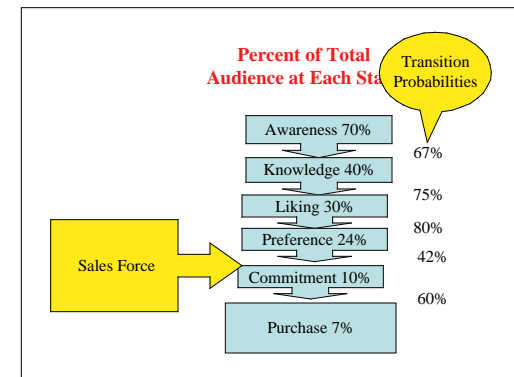 Percent of Total
Audience at Each
Transition
Probabilities
Awareness 70%
67%
Knowledge 40%
75%
Liking 30%
80%
Preference 24%
42%
Sales Force
Commitment 10%
60%
Purchase 7%